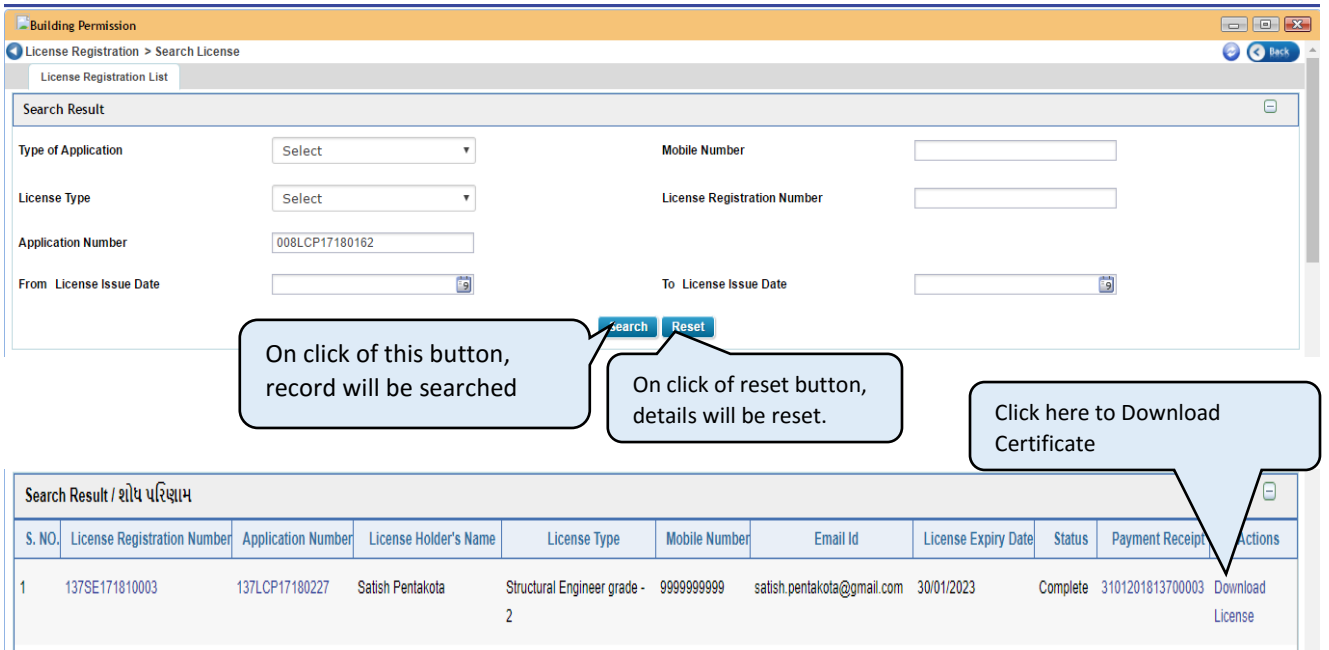 Building Permission
License Registration > Search License
Back
License Registration List
Search Result
Type of Application Select Mobile Number
License Type Select License Registration Number
Application Number 008LCP17180162
From License Issue Date 9 To License Issue Date 9
Search Reset
On click of this button,
record will be searched
On click of reset button,
details will be reset.
Click here to Download
Certificate
Search Result / શોધ પરિણામ
S. NO. License Registration Number Application Number License Holder's Name License Type Mobile Number Email Id License Expiry Date Status Payment Receipt Actions
1 137SE171810003 137LCP17180227 Satish Pentakota Structural Engineer grade - 9999999999 satish.pentakota@gmail.com 30/01/2023 Complete 3101201813700003 Download
2 License